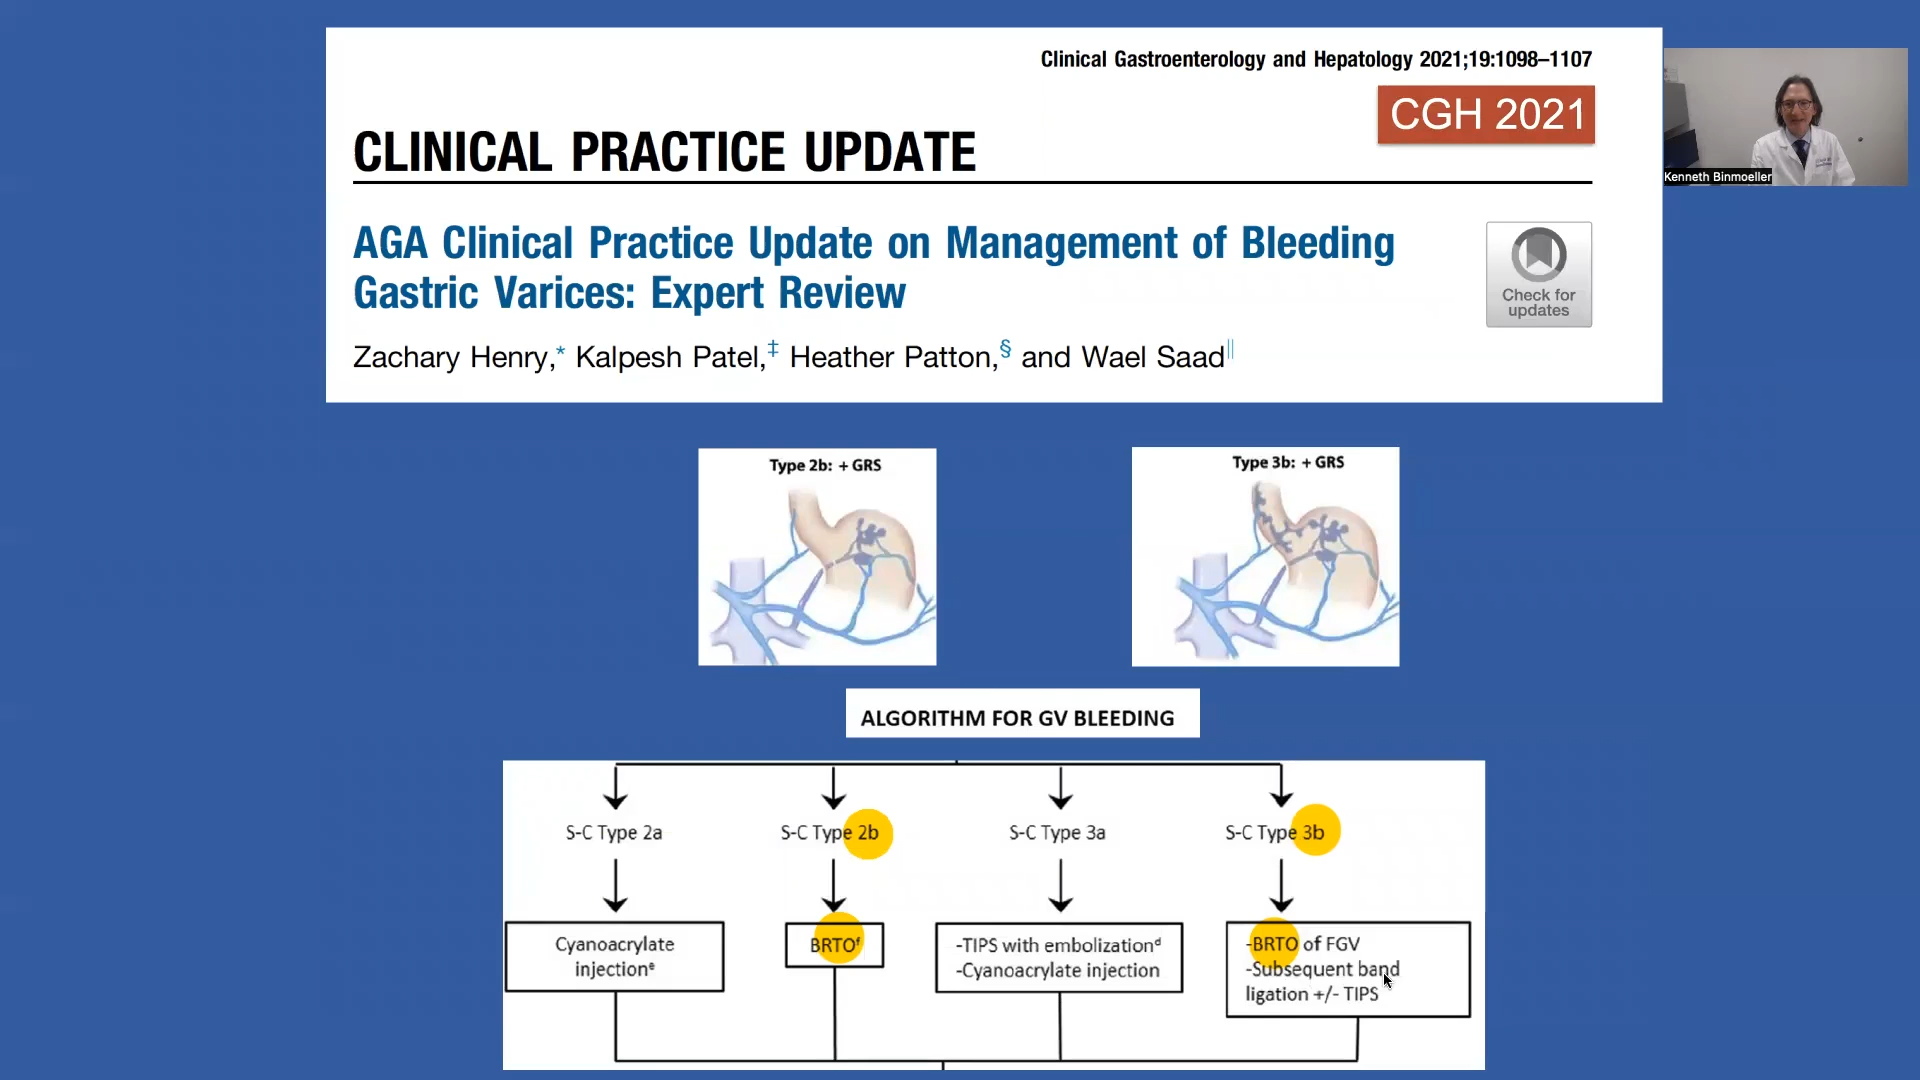 Clinical Gastroenterology and Hepatology 2021;19:1098–1107
CGH 2021
CLINICAL PRACTICE UPDATE
Kenneth Binmoeller
AGA Clinical Practice Update on Management of Bleeding
Gastric Varices: Expert Review
Check for
updates
Zachary Henry,* Kalpesh Patel,‡ Heather Patton,§ and Wael Saad||
Type 2b: + GRS
Type 3b: + GRS
ALGORITHM FOR GV BLEEDING
S-C Type 2a
S-C Type 2b
S-C Type 3a
S-C Type 3b
Cyanoacrylate
injectionᵉ
BRTOᶠ
-TIPS with embolizationᵈ
-Cyanoacrylate injection
-BRTO of FGV
-Subsequent band
ligation +/- TIPS